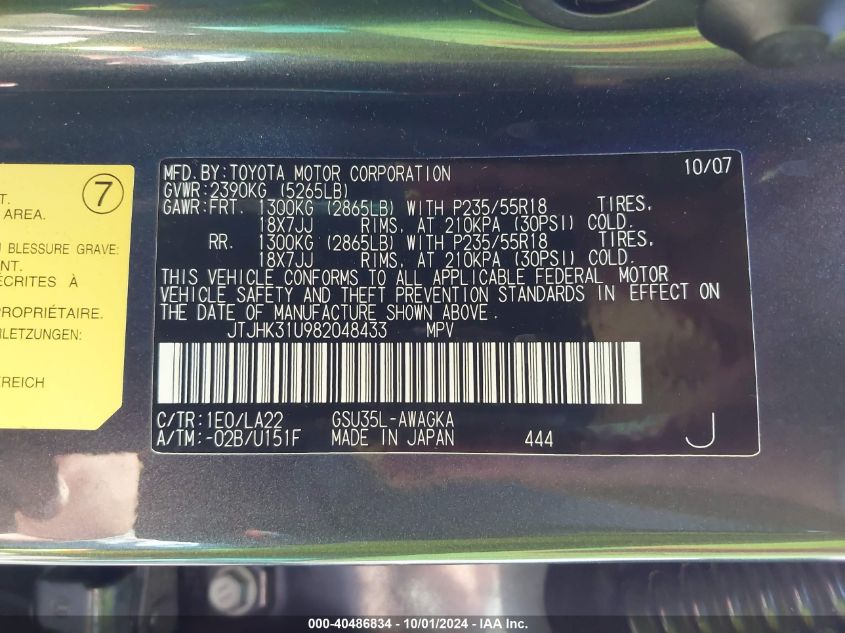 7
T.
AREA.
BLESSURE GRAVE:
NT.
CRITES À
PROPRIÉTAIRE.
RLETZUNGEN:
EREICH
MFD.BY:TOYOTA MOTOR CORPORATION 10/07
GVWR:2390KG (5265LB)
GAWR:FRT. 1300KG (2865LB) WITH P235/55R18 TIRES,
18X7JJ RIMS, AT 210KPA (30PSI) COLD.
RR. 1300KG (2865LB) WITH P235/55R18 TIRES,
18X7JJ RIMS, AT 210KPA (30PSI) COLD.
THIS VEHICLE CONFORMS TO ALL APPLICABLE FEDERAL MOTOR
VEHICLE SAFETY AND THEFT PREVENTION STANDARDS IN EFFECT ON
THE DATE OF MANUFACTURE SHOWN ABOVE.
JTJHK31U982048433 MPV
C/TR:1E0/LA22 GSU35L-AWAGKA
A/TM:-02B/U151F MADE IN JAPAN 444 J
000-40486834 - 10/01/2024 - IAA Inc.